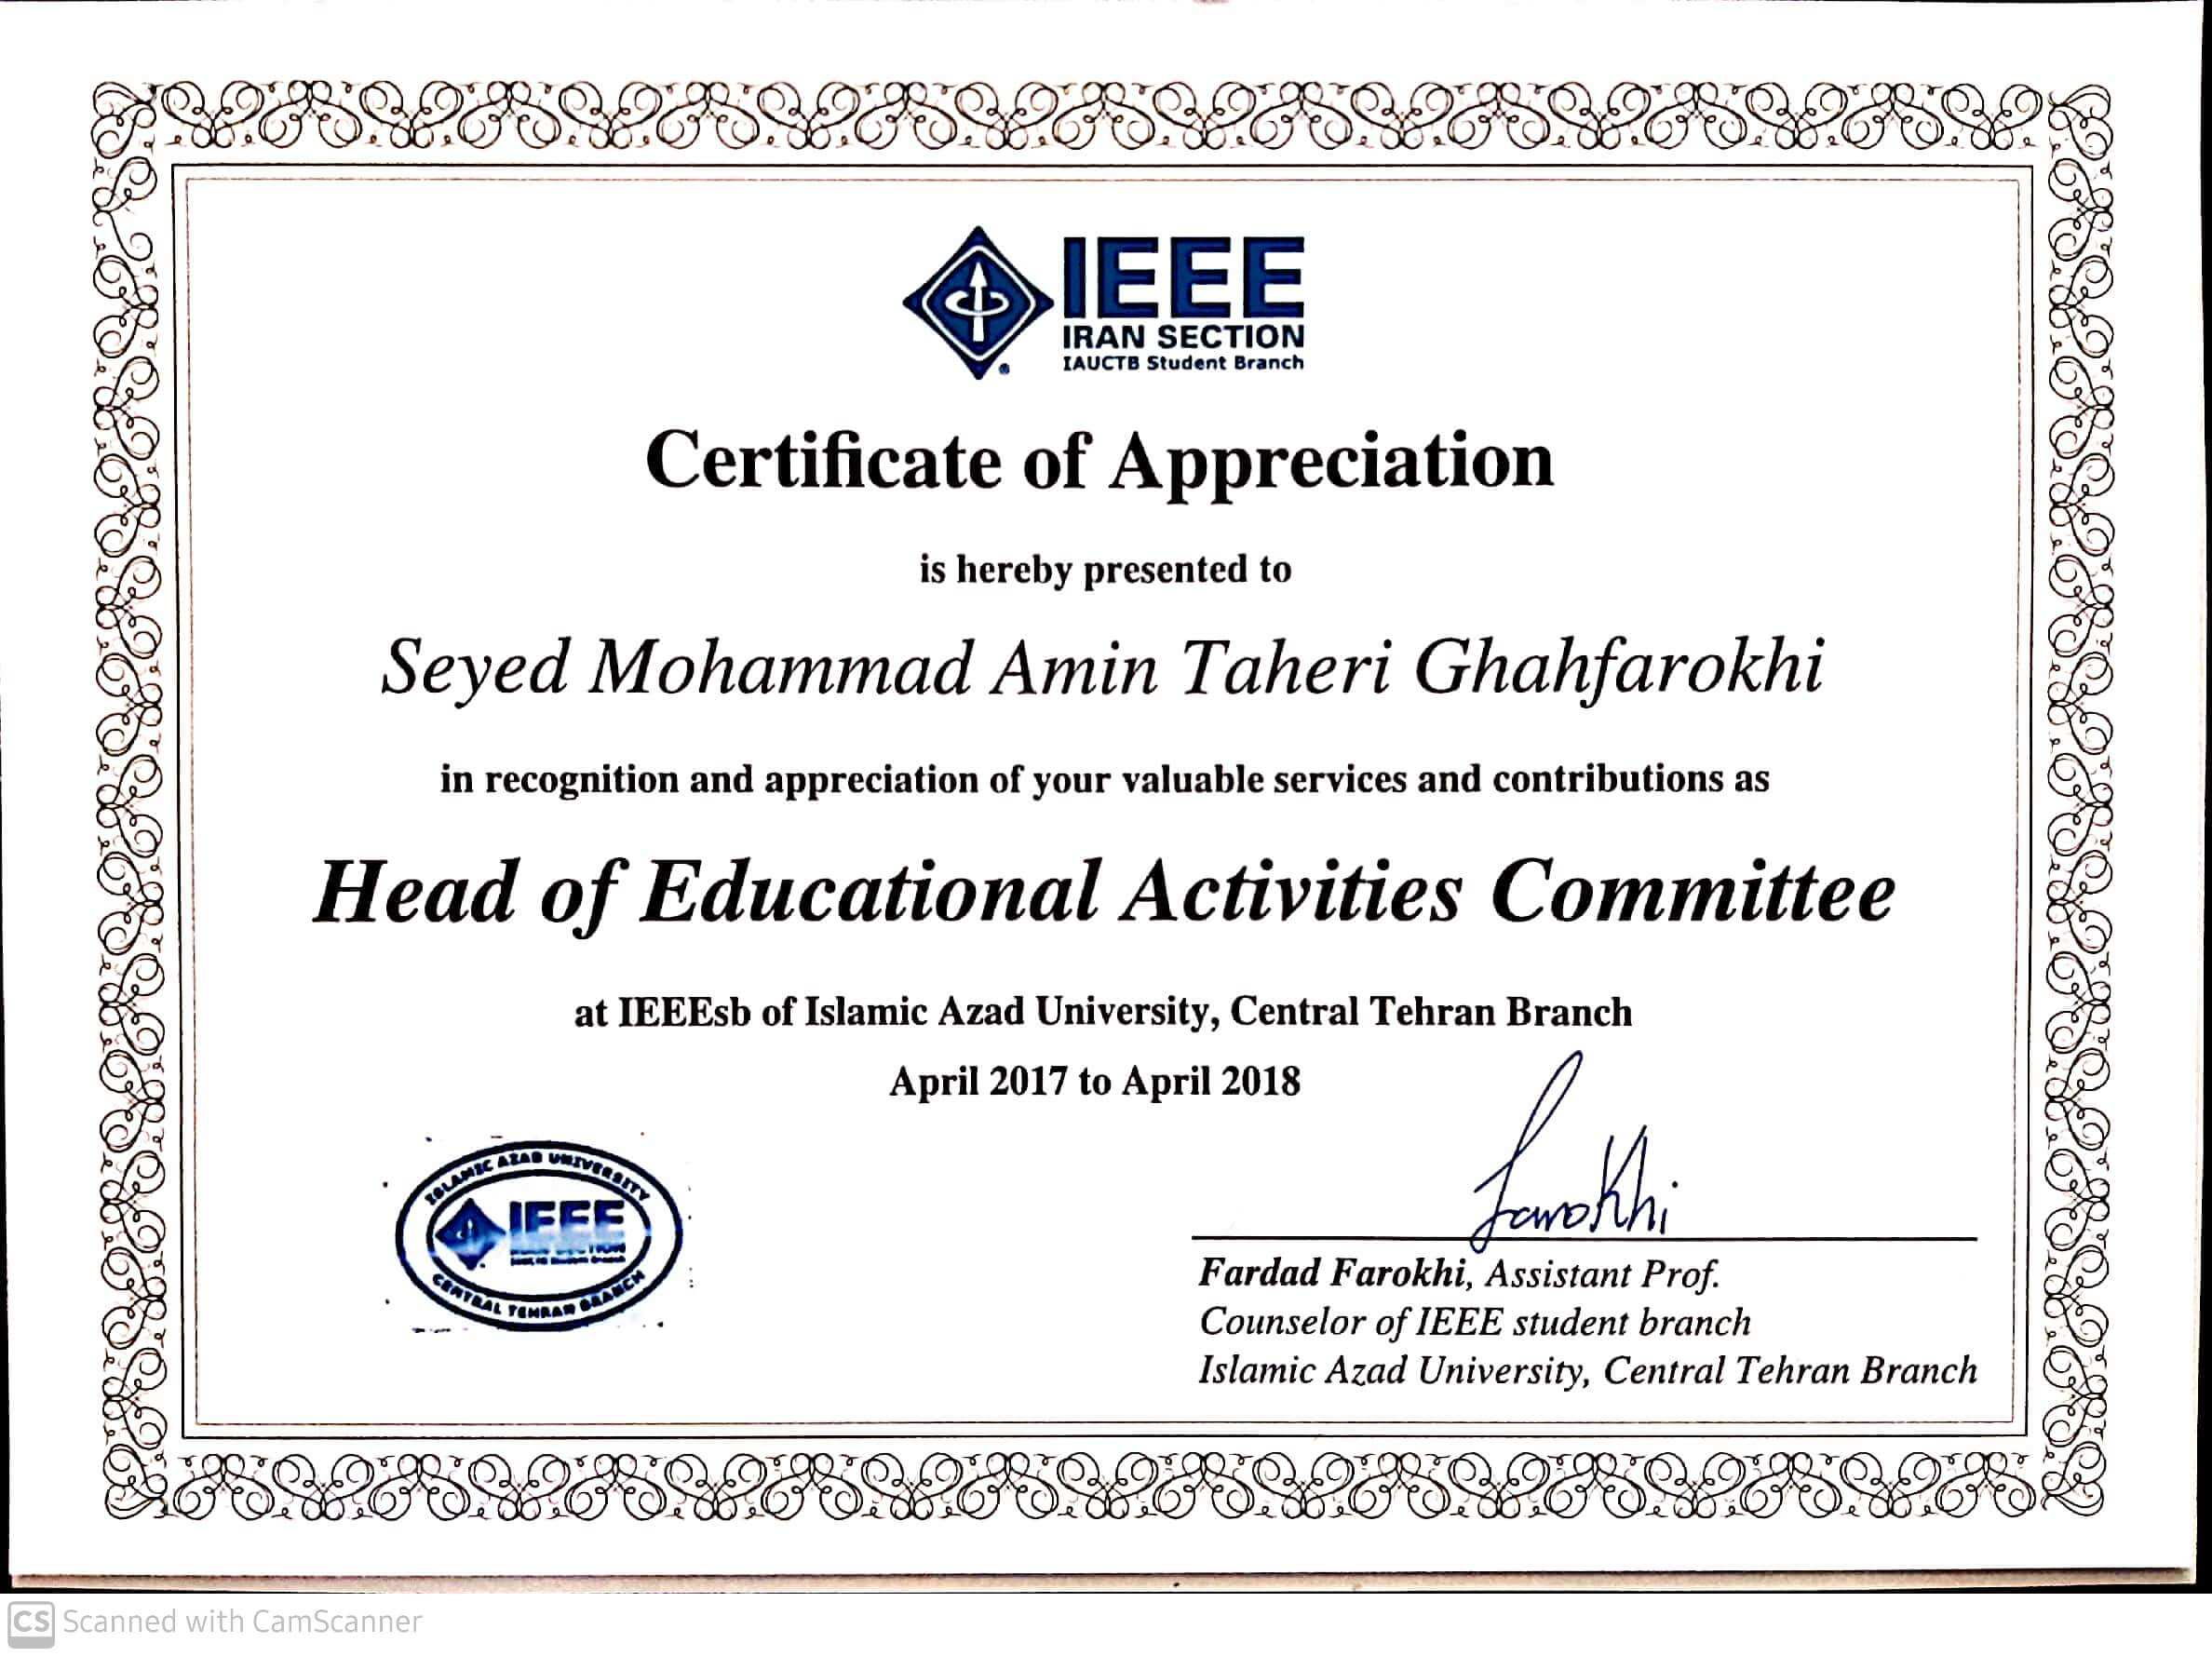 IEEE
IRAN SECTION
IAUCTB Student Branch
Certificate of Appreciation
is hereby presented to
Seyed Mohammad Amin Taheri Ghahfarokhi
in recognition and appreciation of your valuable services and contributions as
Head of Educational Activities Committee
at IEEEsb of Islamic Azad University, Central Tehran Branch
April 2017 to April 2018
ISLAMIC AZAD UNIVERSITY
IEEE
CENTRAL TEHRAN BRANCH
Farokhi
Fardad Farokhi, Assistant Prof.
Counselor of IEEE student branch
Islamic Azad University, Central Tehran Branch
CS Scanned with CamScanner